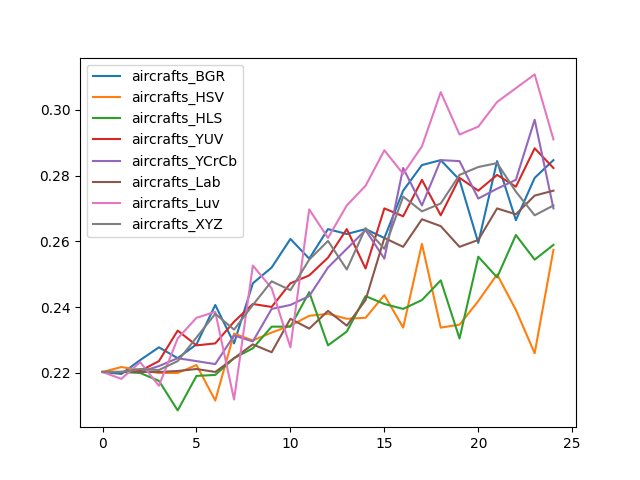 aircrafts_BGR
aircrafts_HSV
aircrafts_HLS
aircrafts_YUV
aircrafts_YCrCb
aircrafts_Lab
aircrafts_Luv
aircrafts_XYZ
0.30
0.28
0.26
0.24
0.22
0 5 10 15 20 25